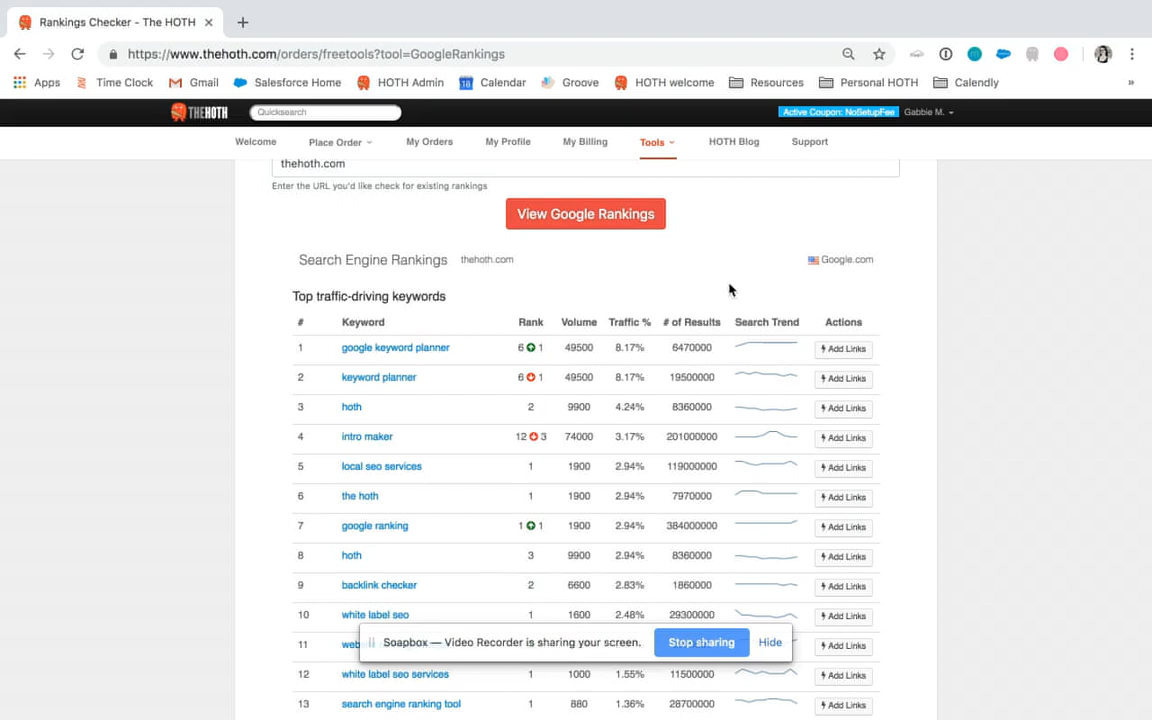 Rankings Checker - The HOTH
https://www.thehoth.com/orders/freetools?tool=GoogleRankings
Apps Time Clock Gmail Salesforce Home HOTH Admin 18 Calendar Groove HOTH welcome Resources Personal HOTH Calendly »
THEHOTH Quicksearch Active Coupon: NoSetupFee Gabbie M.
Welcome Place Order My Orders My Profile My Billing Tools HOTH Blog Support
thehoth.com
Enter the URL you'd like check for existing rankings
View Google Rankings
Search Engine Rankings thehoth.com Google.com
Top traffic-driving keywords
# Keyword Rank Volume Traffic % # of Results Search Trend Actions
1 google keyword planner 6 1 49500 8.17% 6470000 Add Links
2 keyword planner 6 1 49500 8.17% 19500000 Add Links
3 hoth 2 9900 4.24% 8360000 Add Links
4 intro maker 12 3 74000 3.17% 201000000 Add Links
5 local seo services 1 1900 2.94% 119000000 Add Links
6 the hoth 1 1900 2.94% 7970000 Add Links
7 google ranking 1 1 1900 2.94% 384000000 Add Links
8 hoth 3 9900 2.94% 8360000 Add Links
9 backlink checker 2 6600 2.83% 1860000 Add Links
10 white label seo 1 1600 2.48% 29300000 Add Links
11 Add Links
Soapbox — Video Recorder is sharing your screen. Stop sharing Hide
12 white label seo services 1 1000 1.55% 11500000 Add Links
13 search engine ranking tool 1 880 1.36% 28700000 Add Links